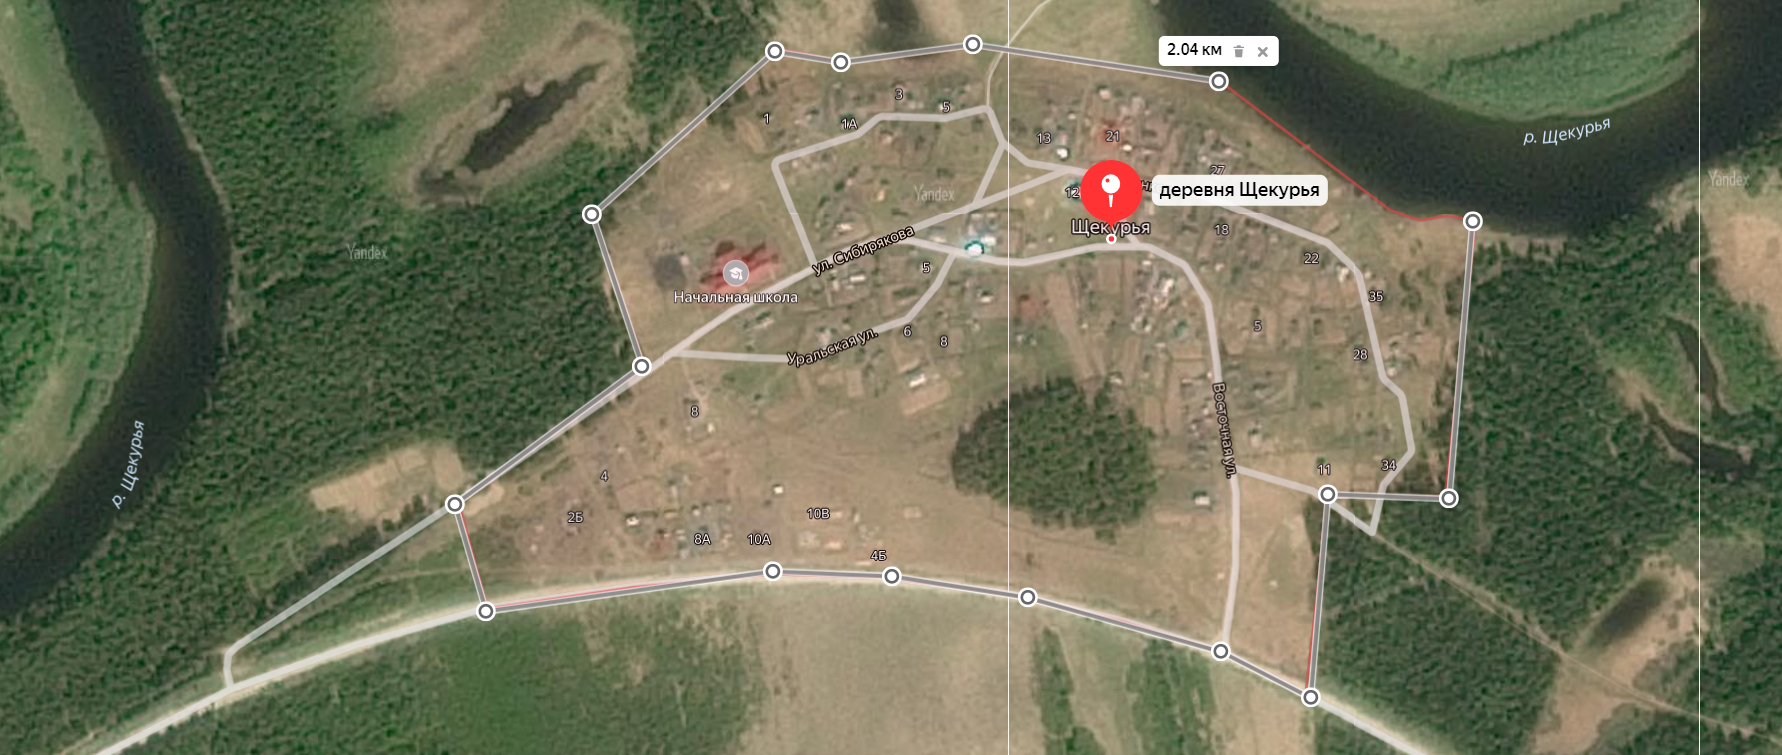 2.04 км
3
5
1
1А
13
21
27
р. Щекурья
Yandex
Yandex
12
деревня Щекурья
Щекурья
18
ул. Сибирякова
Yandex
22
5
Начальная школа
35
5
6
8
Уральская ул.
28
8
Восточная ул.
р. Щекурья
4
11
34
2Б
10В
8А
10А
4Б